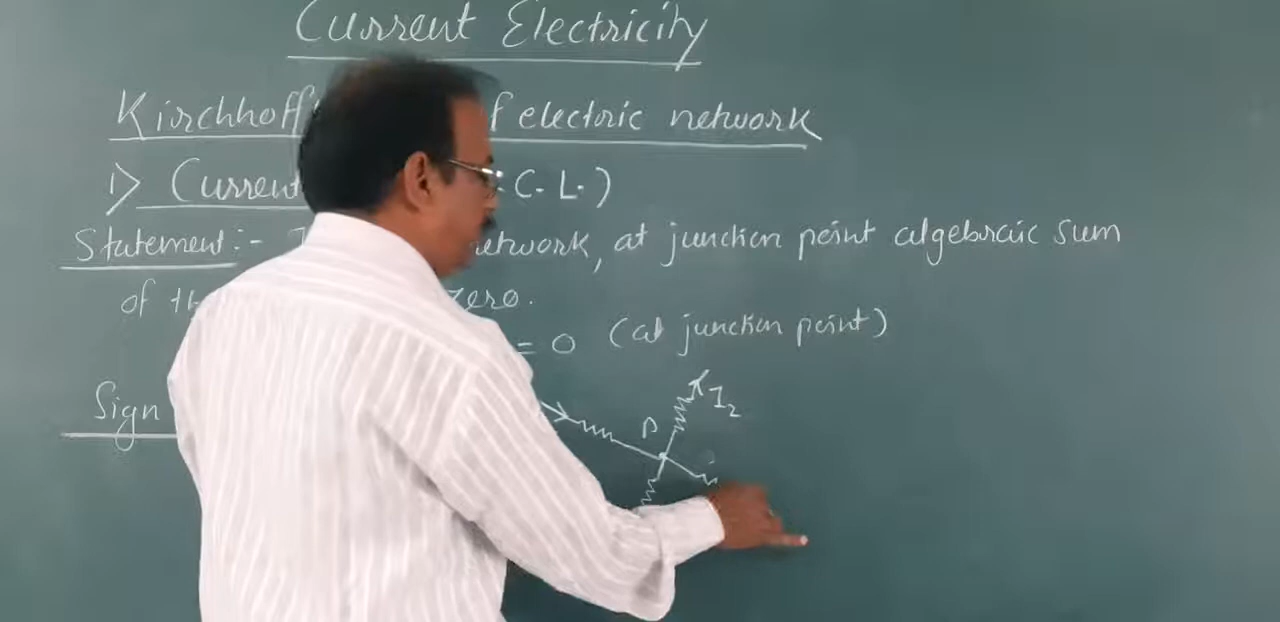 Current Electricity
Kirchhoff f electric network
1> Current C. L.)
Statement:- network, at junction point algebraic sum
of th zero.
= 0 (at junction point)
Sign
P I2